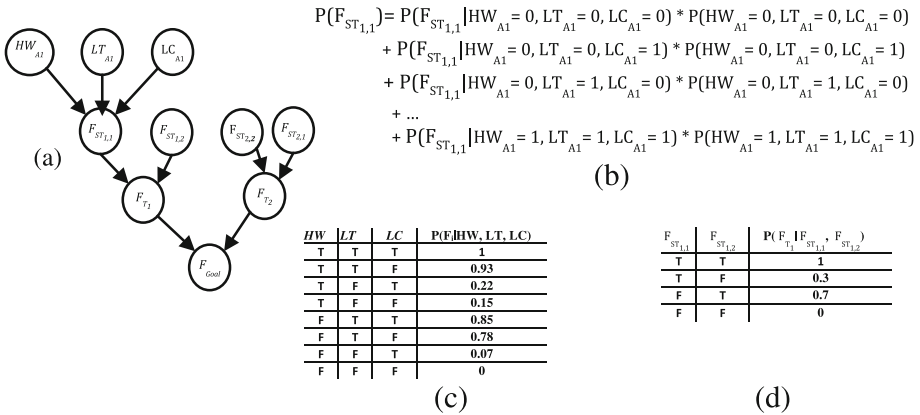 HW_A1 LT_A1 LC_A1
F_ST1,1 F_ST1,2 F_ST2,2 F_ST2,1
(a)
F_T1 F_T2
F_Goal
P(F_ST1,1)= P(F_ST1,1|HW_A1= 0, LT_A1= 0, LC_A1= 0) * P(HW_A1= 0, LT_A1= 0, LC_A1= 0)
+ P(F_ST1,1|HW_A1= 0, LT_A1= 0, LC_A1= 1) * P(HW_A1= 0, LT_A1= 0, LC_A1= 1)
+ P(F_ST1,1|HW_A1= 0, LT_A1= 1, LC_A1= 0) * P(HW_A1= 0, LT_A1= 1, LC_A1= 0)
+ ...
+ P(F_ST1,1|HW_A1= 1, LT_A1= 1, LC_A1= 1) * P(HW_A1= 1, LT_A1= 1, LC_A1= 1)
(b)
HW LT LC P(F|HW, LT, LC)
T T T 1
T T F 0.93
T F T 0.22
T F F 0.15
F T T 0.85
F T F 0.78
F F T 0.07
F F F 0
(c)
F_ST1,1 F_ST1,2 P( F_T1| F_ST1,1, F_ST1,2)
T T 1
T F 0.3
F T 0.7
F F 0
(d)